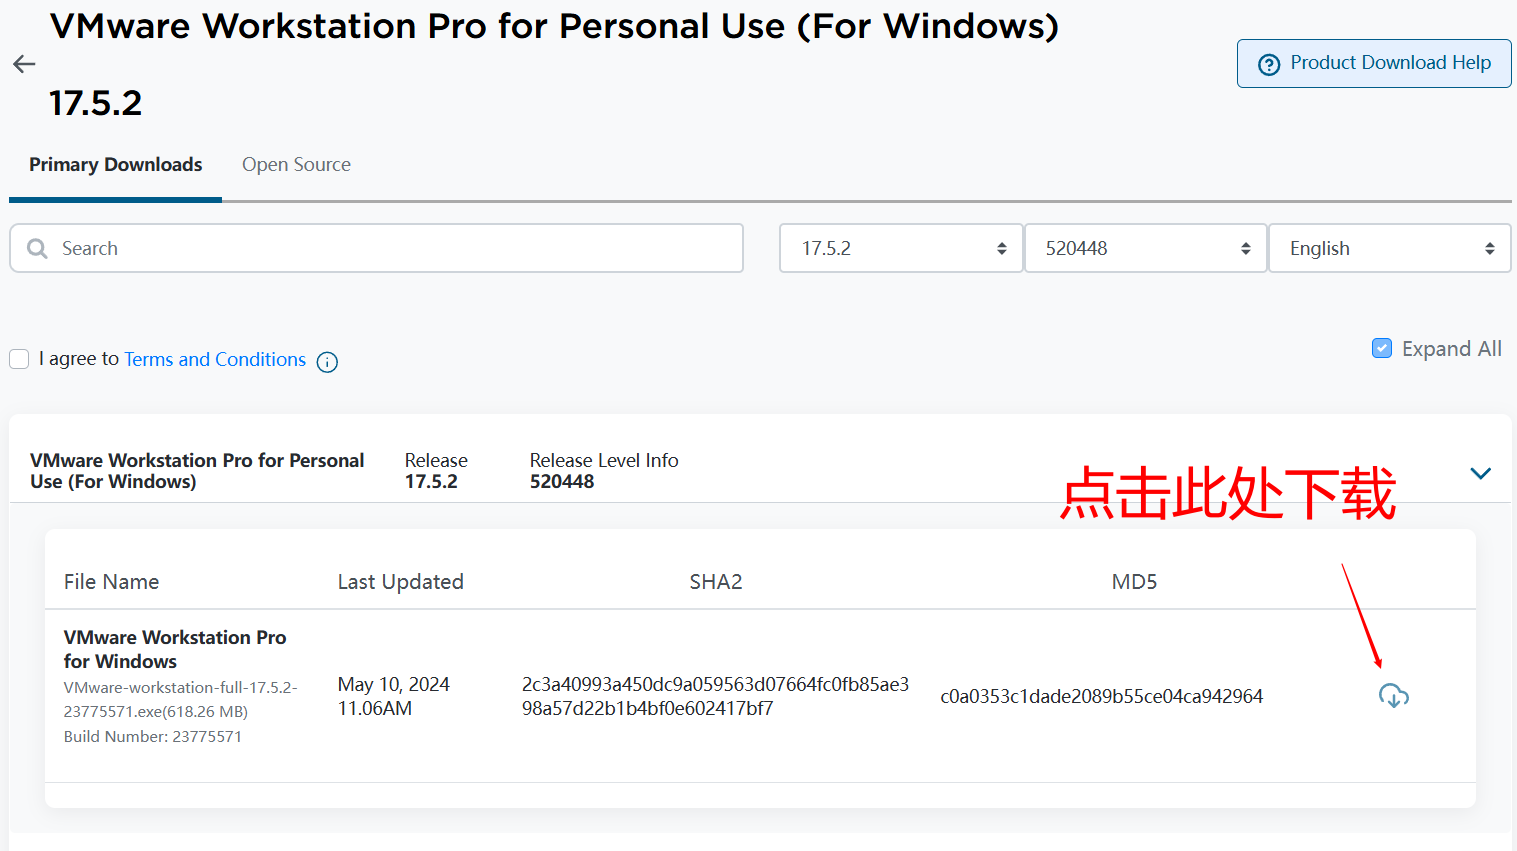 VMware Workstation Pro for Personal Use (For Windows)
17.5.2
Product Download Help
Primary Downloads
Open Source
Search
17.5.2
520448
English
I agree to Terms and Conditions
Expand All
VMware Workstation Pro for Personal
Use (For Windows)
Release
17.5.2
Release Level Info
520448
点击此处下载
File Name
Last Updated
SHA2
MD5
VMware Workstation Pro
for Windows
VMware-workstation-full-17.5.2-
23775571.exe(618.26 MB)
Build Number: 23775571
May 10, 2024
11.06AM
2c3a40993a450dc9a059563d07664fc0fb85ae3
98a57d22b1b4bf0e602417bf7
c0a0353c1dade2089b55ce04ca942964